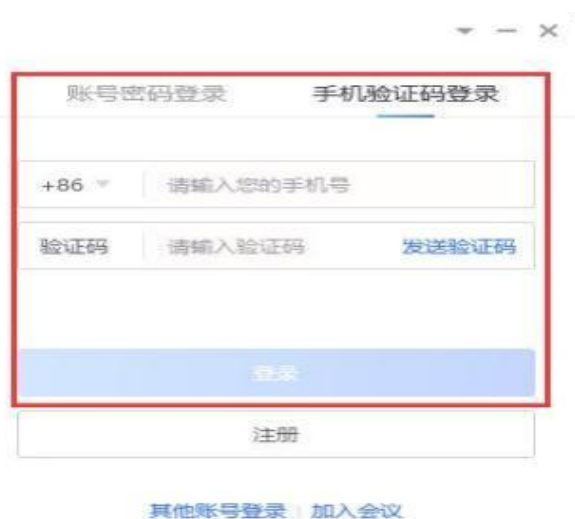 账号密码登录 手机验证码登录
+86 请输入您的手机号
验证码 请输入验证码 发送验证码
登录
注册
其他账号登录 | 加入会议